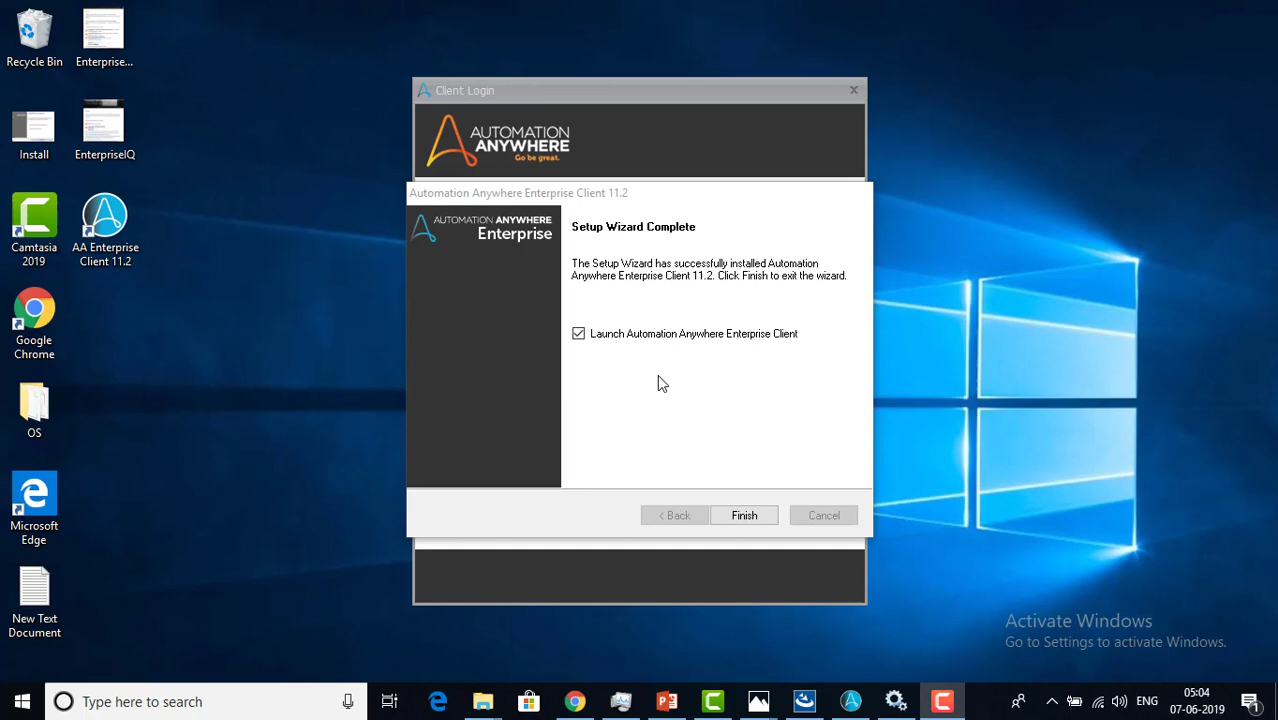 Recycle Bin
Enterprise...
Install
EnterpriseIQ
Camtasia
2019
AA Enterprise
Client 11.2
Google
Chrome
OS
Microsoft
Edge
New Text
Document
Client Login
AUTOMATION
ANYWHERE
Go be great.
Automation Anywhere Enterprise Client 11.2
AUTOMATION ANYWHERE
Enterprise
Setup Wizard Complete
The Setup Wizard has successfully installed Automation
Anywhere Enterprise Client 11.2. Click Finish to exit the wizard.
Launch Automation Anywhere Enterprise Client
< Back
Finish
Cancel
Activate Windows
Go to Settings to activate Windows.
Type here to search
ENG
05:04
07-06-2019
1